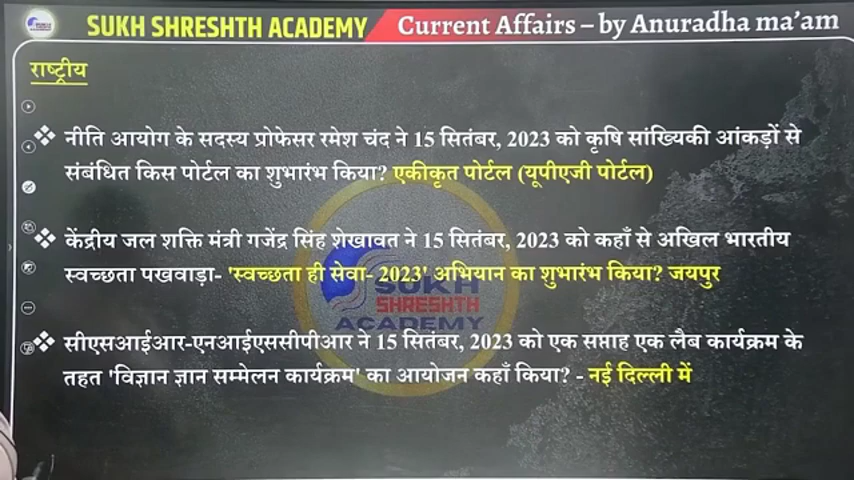 SUKH SHRESHTH ACADEMY
Current Affairs – by Anuradha ma'am
राष्ट्रीय
❖ नीति आयोग के सदस्य प्रोफेसर रमेश चंद ने 15 सितंबर, 2023 को कृषि सांख्यिकी आंकड़ों से
संबंधित किस पोर्टल का शुभारंभ किया? एकीकृत पोर्टल (यूपीएजी पोर्टल)
❖ केंद्रीय जल शक्ति मंत्री गजेंद्र सिंह शेखावत ने 15 सितंबर, 2023 को कहाँ से अखिल भारतीय
स्वच्छता पखवाड़ा- 'स्वच्छता ही सेवा- 2023' अभियान का शुभारंभ किया? जयपुर
❖ सीएसआईआर-एनआईएससीपीआर ने 15 सितंबर, 2023 को एक सप्ताह एक लैब कार्यक्रम के
तहत 'विज्ञान ज्ञान सम्मेलन कार्यक्रम' का आयोजन कहाँ किया? - नई दिल्ली में
SUKH
SHRESHTH
ACADEMY